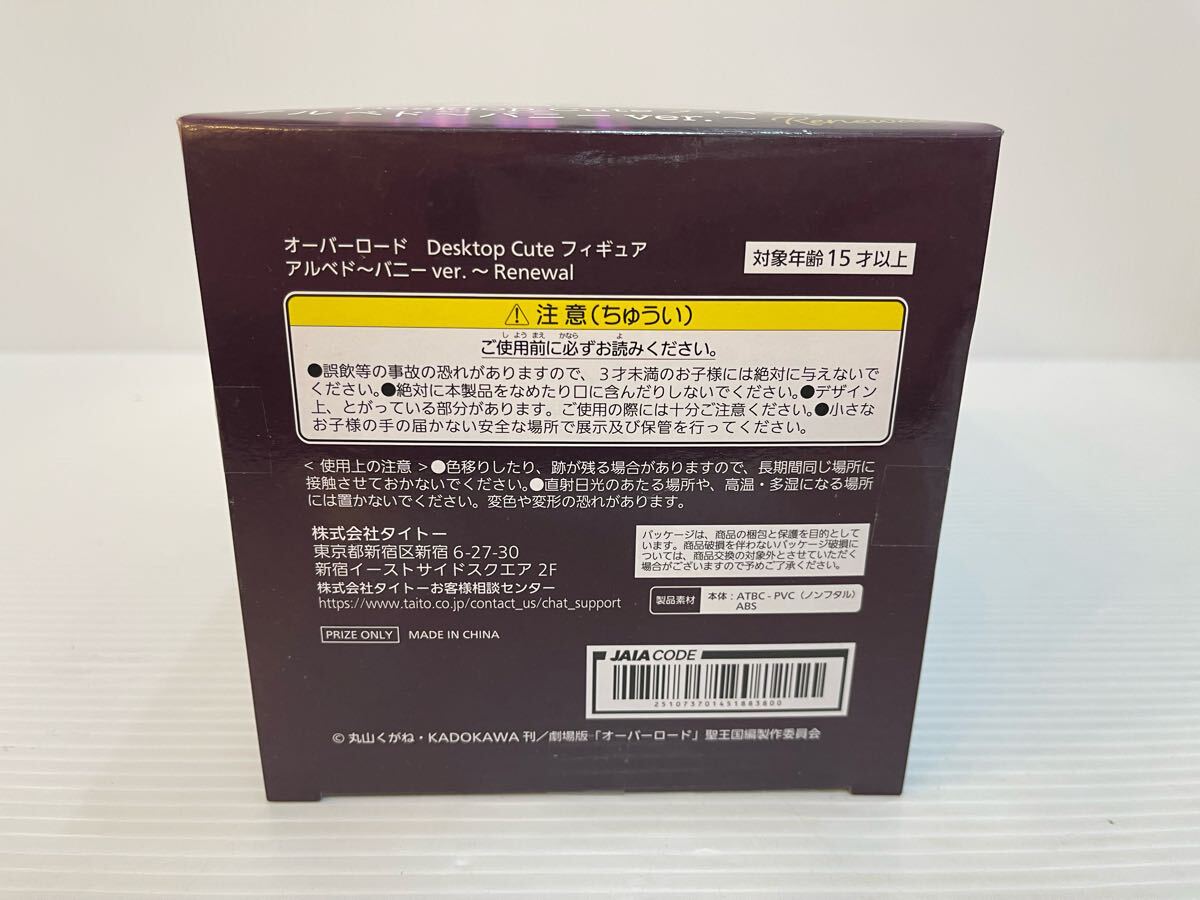 アルベド～バニーver.～ Renewal
オーバーロード Desktop Cute フィギュア
アルベド～バニー ver. ～ Renewal
対象年齢15才以上
⚠注意(ちゅうい)
しようまえ かなら よ
ご使用前に必ずお読みください。
●誤飲等の事故の恐れがありますので、3才未満のお子様には絶対に与えないで
ください。●絶対に本製品をなめたり口に含んだりしないでください。●デザイン
上、とがっている部分があります。ご使用の際には十分ご注意ください。●小さな
お子様の手の届かない安全な場所で展示及び保管を行ってください。
< 使用上の注意 >●色移りしたり、跡が残る場合がありますので、長期間同じ場所に
接触させておかないでください。●直射日光のあたる場所や、高温・多湿になる場所
には置かないでください。変色や変形の恐れがあります。
株式会社タイトー
東京都新宿区新宿 6-27-30
新宿イーストサイドスクエア 2F
株式会社タイトーお客様相談センター
https://www.taito.co.jp/contact_us/chat_support
PRIZE ONLY MADE IN CHINA
パッケージは、商品の梱包と保護を目的として
います。商品破損を伴わないパッケージ破損に
ついては、商品交換の対象外とさせていただく
場合がございますので予めご了承ください。
製品素材 本体：ATBC-PVC（ノンフタル）
ABS
JAIA CODE
251073701451883800
© 丸山くがね・KADOKAWA 刊／劇場版「オーバーロード」聖王国編製作委員会